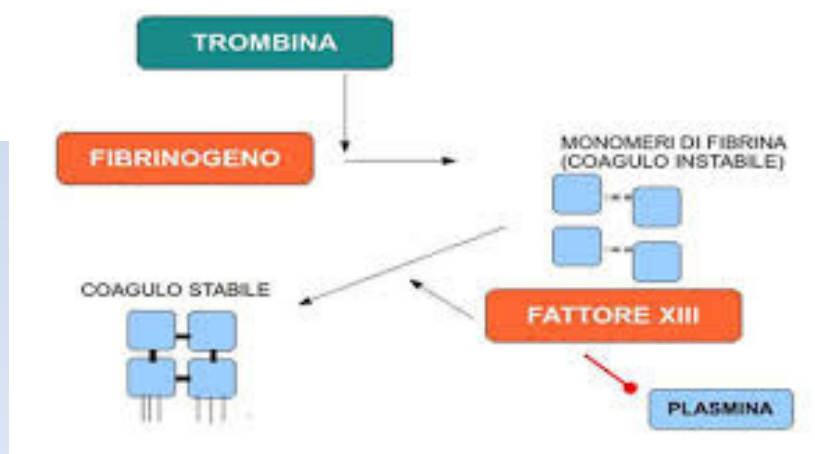 TROMBINA
FIBRINOGENO
MONOMERI DI FIBRINA
(COAGULO INSTABILE)
COAGULO STABILE
FATTORE XIII
PLASMINA